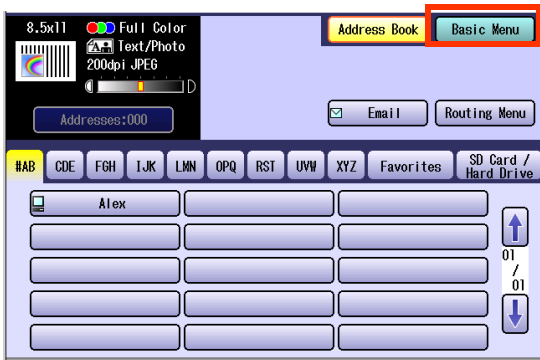 8.5x11 Full Color
A Text/Photo
200dpi JPEG
Addresses:000
Address Book Basic Menu
Email Routing Menu
#AB CDE FGH IJK LMN OPQ RST UVW XYZ Favorites SD Card / Hard Drive
Alex
01
/
01